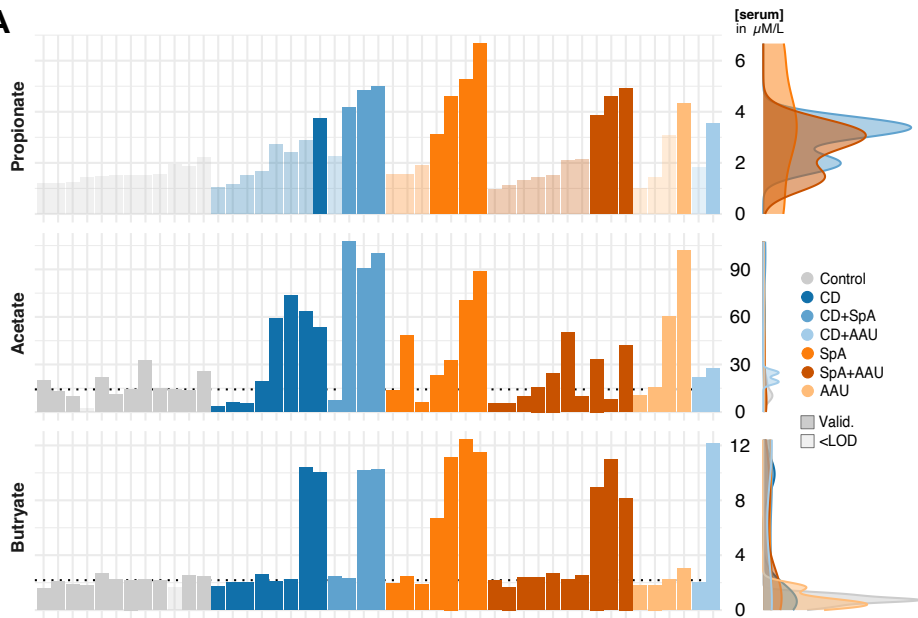 A
[serum]
in µM/L
Propionate
6
4
2
0
Acetate
90
60
30
0
Control
CD
CD+SpA
CD+AAU
SpA
SpA+AAU
AAU
Valid.
<LOD
Butryate
12
8
4
0